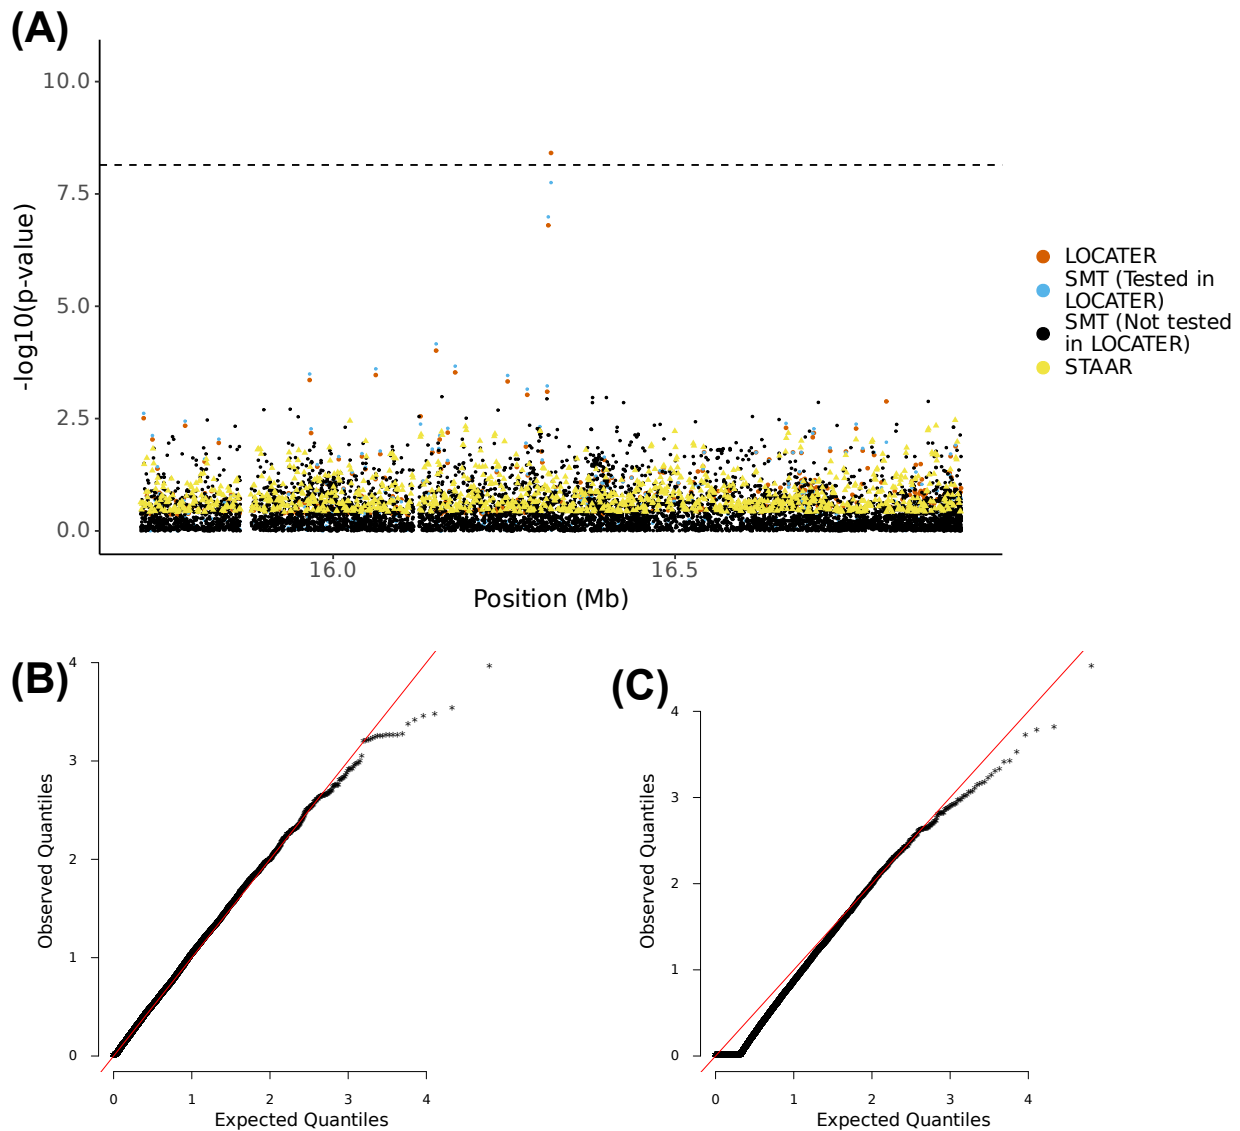 (A)
10.0
7.5
5.0
2.5
0.0
-log10(p-value)
16.0
16.5
Position (Mb)
LOCATER
SMT (Tested in
LOCATER)
SMT (Not tested
in LOCATER)
STAAR
(B)
4
3
2
1
0
Observed Quantiles
0 1 2 3 4
Expected Quantiles
(C)
4
3
2
1
0
Observed Quantiles
0 1 2 3 4
Expected Quantiles